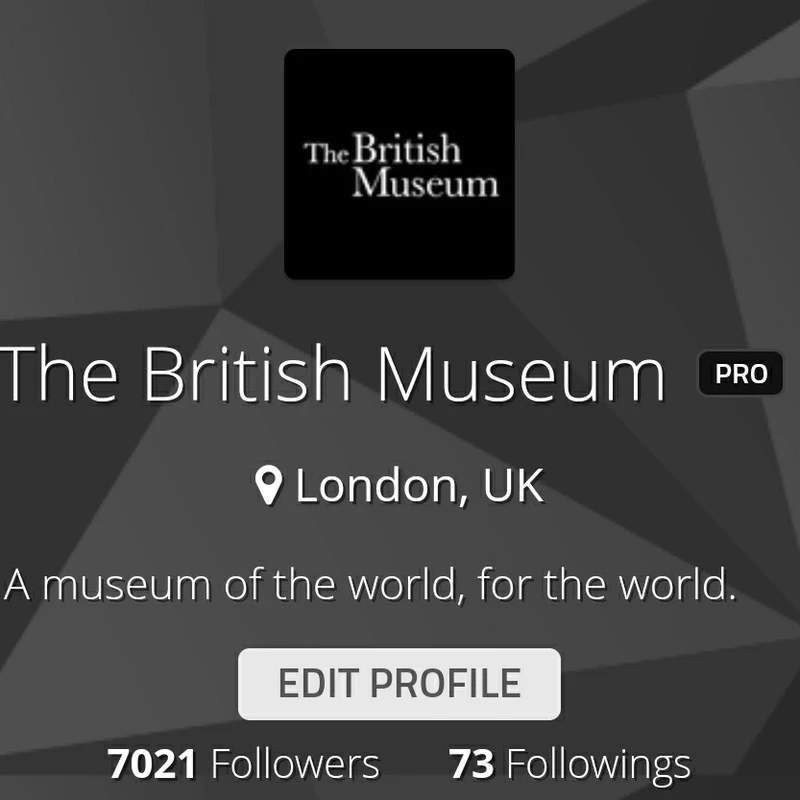 The British
Museum
The British Museum PRO
London, UK
A museum of the world, for the world.
EDIT PROFILE
7021 Followers 73 Followings